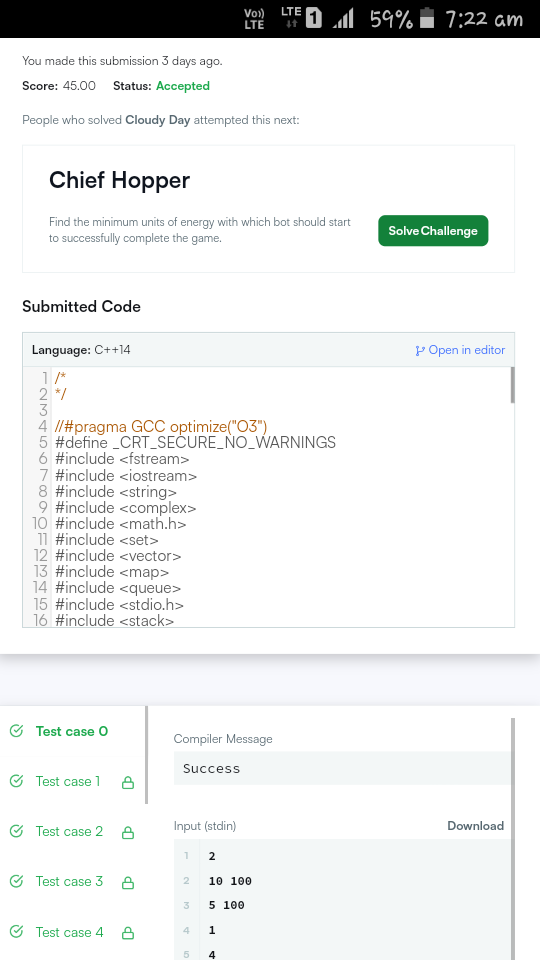 Vo)) LTE LTE 1 59% 7:22 am
You made this submission 3 days ago.
Score: 45.00 Status: Accepted
People who solved Cloudy Day attempted this next:
Chief Hopper
Find the minimum units of energy with which bot should start
to successfully complete the game.
Solve Challenge
Submitted Code
Language: C++14 Open in editor
1 /*
2 */
3
4 //#pragma GCC optimize("O3")
5 #define _CRT_SECURE_NO_WARNINGS
6 #include <fstream>
7 #include <iostream>
8 #include <string>
9 #include <complex>
10 #include <math.h>
11 #include <set>
12 #include <vector>
13 #include <map>
14 #include <queue>
15 #include <stdio.h>
16 #include <stack>
Test case 0
Test case 1
Test case 2
Test case 3
Test case 4
Compiler Message
Success
Input (stdin) Download
1 2
2 10 100
3 5 100
4 1
5 4